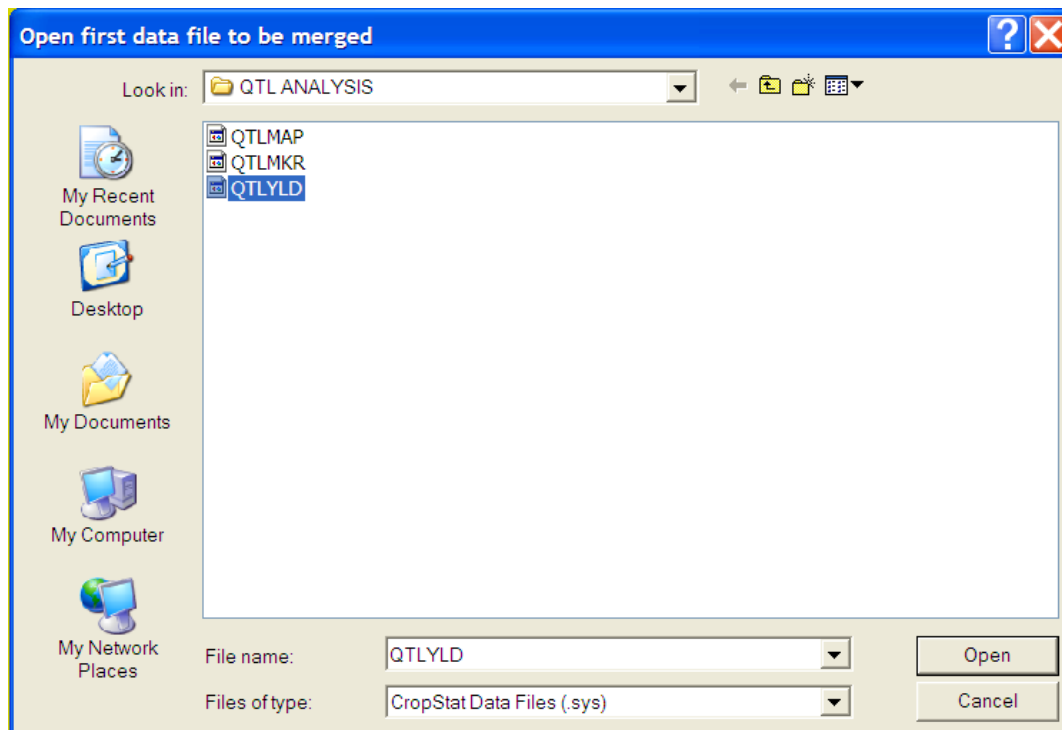 Open first data file to be merged
Look in:
QTL ANALYSIS
QTLMAP
QTLMKR
QTLYLD
My Recent
Documents
Desktop
My Documents
My Computer
My Network
Places
File name:
QTLYLD
Open
Files of type:
CropStat Data Files (.sys)
Cancel